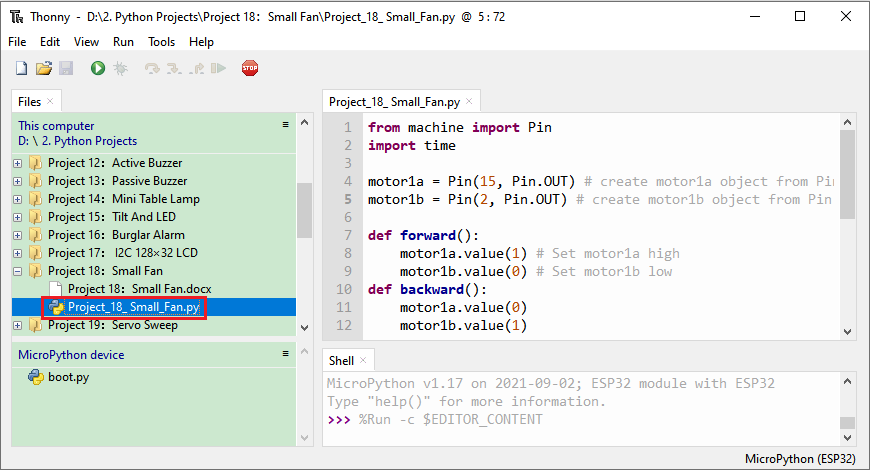 Thonny - D:\2. Python Projects\Project 18：Small Fan\Project_18_ Small_Fan.py @ 5 : 72
File Edit View Run Tools Help
STOP
Files
This computer
D: \ 2. Python Projects
Project 12：Active Buzzer
Project 13：Passive Buzzer
Project 14：Mini Table Lamp
Project 15：Tilt And LED
Project 16：Burglar Alarm
Project 17： I2C 128×32 LCD
Project 18：Small Fan
Project 18：Small Fan.docx
Project_18_Small_Fan.py
Project 19：Servo Sweep
MicroPython device
boot.py
Project_18_ Small_Fan.py
1 from machine import Pin
2 import time
3
4 motor1a = Pin(15, Pin.OUT) # create motor1a object from Pin
5 motor1b = Pin(2, Pin.OUT) # create motor1b object from Pin
6
7 def forward():
8 motor1a.value(1) # Set motor1a high
9 motor1b.value(0) # Set motor1b low
10 def backward():
11 motor1a.value(0)
12 motor1b.value(1)
Shell
MicroPython v1.17 on 2021-09-02; ESP32 module with ESP32
Type "help()" for more information.
>>> %Run -c $EDITOR_CONTENT
MicroPython (ESP32)